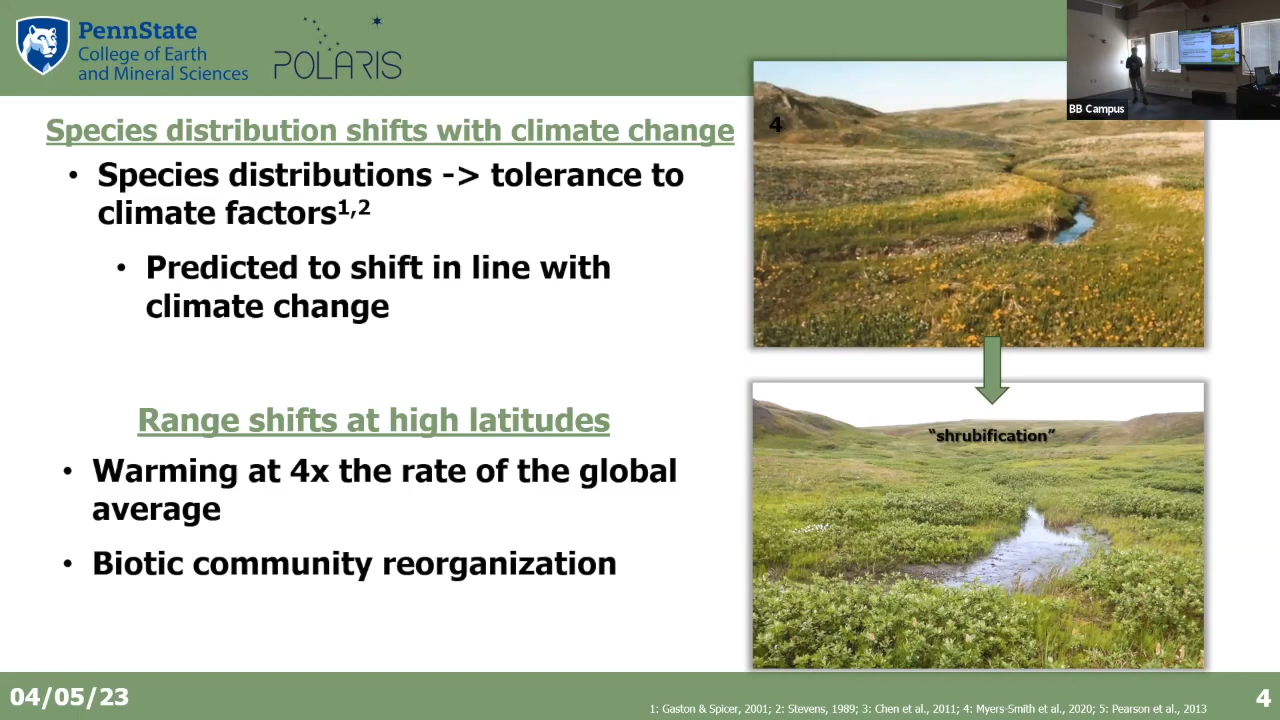 PennState
College of Earth
and Mineral Sciences
POLARIS
BB Campus
Species distribution shifts with climate change
• Species distributions -> tolerance to
climate factors1,2
• Predicted to shift in line with
climate change
4
Range shifts at high latitudes
• Warming at 4x the rate of the global
average
• Biotic community reorganization
“shrubification”
04/05/23
1: Gaston & Spicer, 2001; 2: Stevens, 1989; 3: Chen et al., 2011; 4: Myers-Smith et al., 2020; 5: Pearson et al., 2013
4